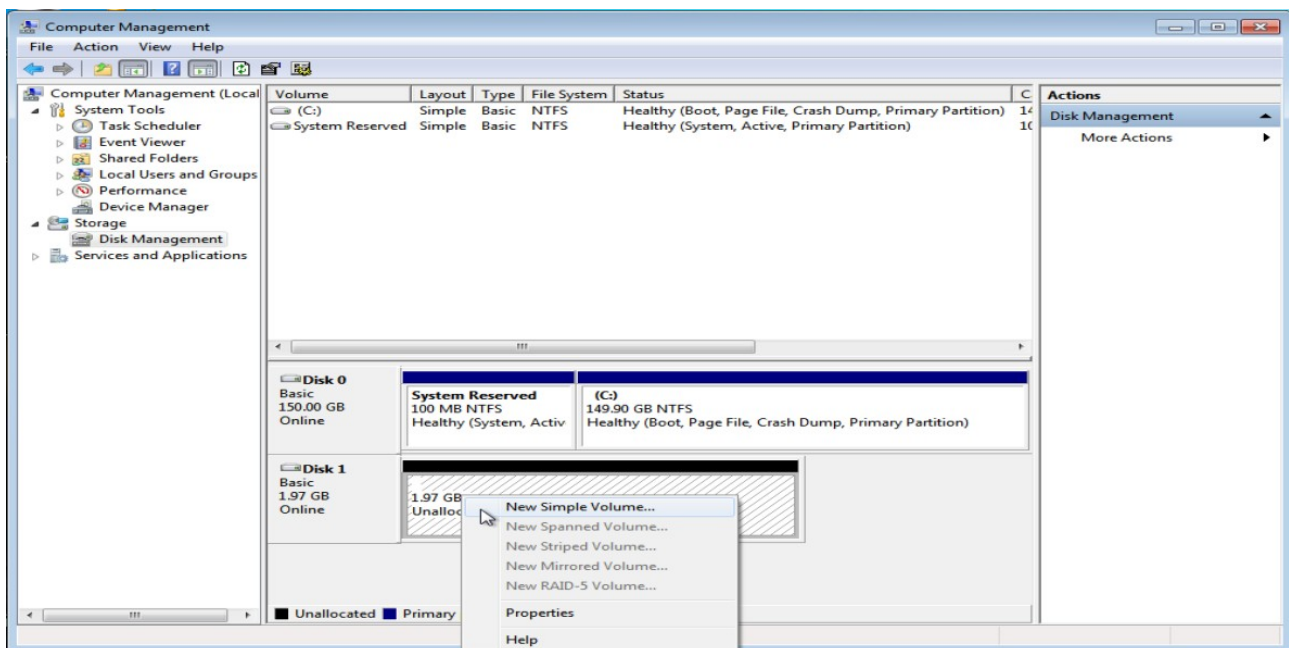 Computer Management
File Action View Help
Computer Management (Local
System Tools
Task Scheduler
Event Viewer
Shared Folders
Local Users and Groups
Performance
Device Manager
Storage
Disk Management
Services and Applications
Volume Layout Type File System Status C
(C:) Simple Basic NTFS Healthy (Boot, Page File, Crash Dump, Primary Partition) 14
System Reserved Simple Basic NTFS Healthy (System, Active, Primary Partition) 10
Disk 0
Basic
150.00 GB
Online
System Reserved
100 MB NTFS
Healthy (System, Activ
(C:)
149.90 GB NTFS
Healthy (Boot, Page File, Crash Dump, Primary Partition)
Disk 1
Basic
1.97 GB
Online
1.97 GB
Unalloc
New Simple Volume...
New Spanned Volume...
New Striped Volume...
New Mirrored Volume...
New RAID-5 Volume...
Properties
Help
Unallocated Primary
Actions
Disk Management
More Actions